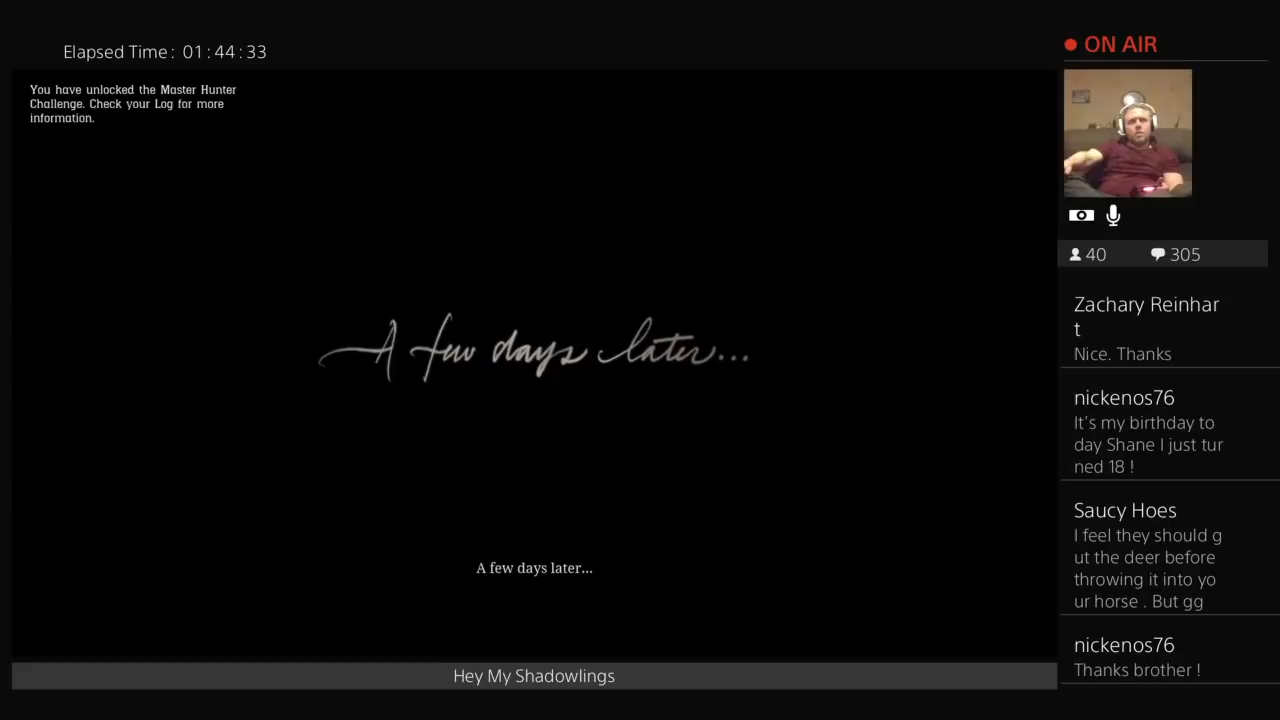 Elapsed Time: 01:44:33
ON AIR
You have unlocked the Master Hunter
Challenge. Check your Log for more
information.
40 305
Zachary Reinhar
t
Nice. Thanks
A few days later...
nickenos76
It's my birthday to
day Shane I just tur
ned 18 !
Saucy Hoes
I feel they should g
ut the deer before
throwing it into yo
ur horse . But gg
A few days later...
nickenos76
Thanks brother !
Hey My Shadowlings